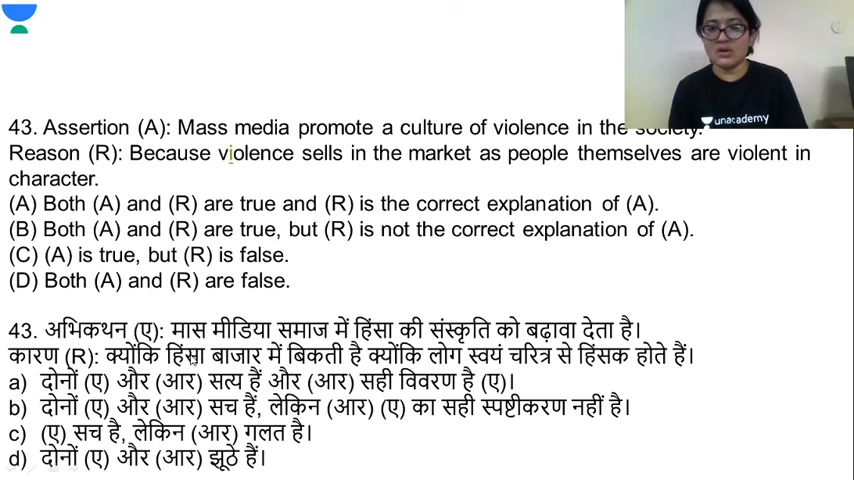 unacademy
43. Assertion (A): Mass media promote a culture of violence in the society.
Reason (R): Because violence sells in the market as people themselves are violent in
character.
(A) Both (A) and (R) are true and (R) is the correct explanation of (A).
(B) Both (A) and (R) are true, but (R) is not the correct explanation of (A).
(C) (A) is true, but (R) is false.
(D) Both (A) and (R) are false.
43. अभिकथन (ए): मास मीडिया समाज में हिंसा की संस्कृति को बढ़ावा देता है।
कारण (R): क्योंकि हिंसा बाजार में बिकती है क्योंकि लोग स्वयं चरित्र से हिंसक होते हैं।
a) दोनों (ए) और (आर) सत्य हैं और (आर) सही विवरण है (ए)।
b) दोनों (ए) और (आर) सच हैं, लेकिन (आर) (ए) का सही स्पष्टीकरण नहीं है।
c) (ए) सच है, लेकिन (आर) गलत है।
d) दोनों (ए) और (आर) झूठे हैं।